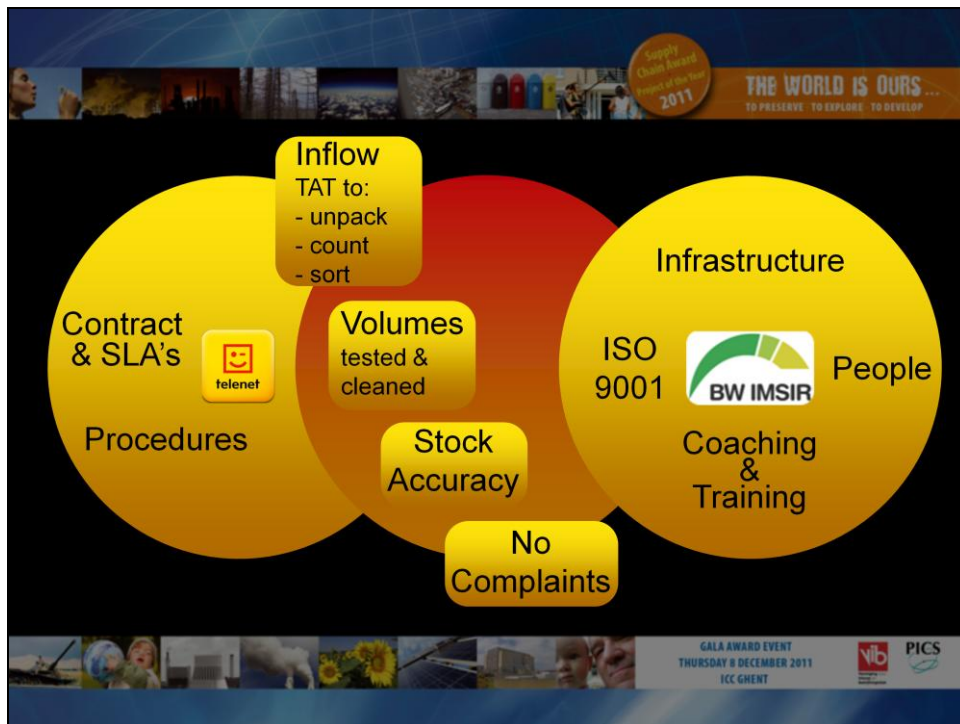 Supply
Chain Award
Project of the Year
2011
THE WORLD IS OURS ...
TO PRESERVE · TO EXPLORE · TO DEVELOP
Inflow
TAT to:
- unpack
- count
- sort
Contract
& SLA's
telenet
Procedures
Volumes
tested &
cleaned
Stock
Accuracy
No
Complaints
Infrastructure
ISO
9001
BW IMSIR
People
Coaching
&
Training
GALA AWARD EVENT
THURSDAY 8 DECEMBER 2011
ICC GHENT
vib
PICS